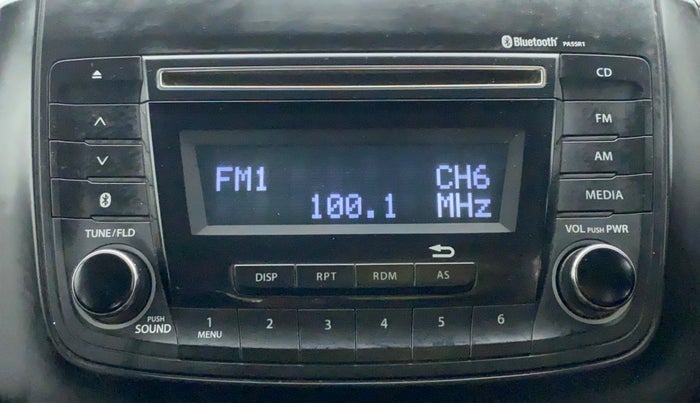 Bluetooth PA5SR1
CD
FM
AM
MEDIA
FM1 CH6
100.1 MHz
TUNE/FLD
VOL PUSH PWR
DISP RPT RDM AS
PUSH SOUND
1 2 3 4 5 6
MENU